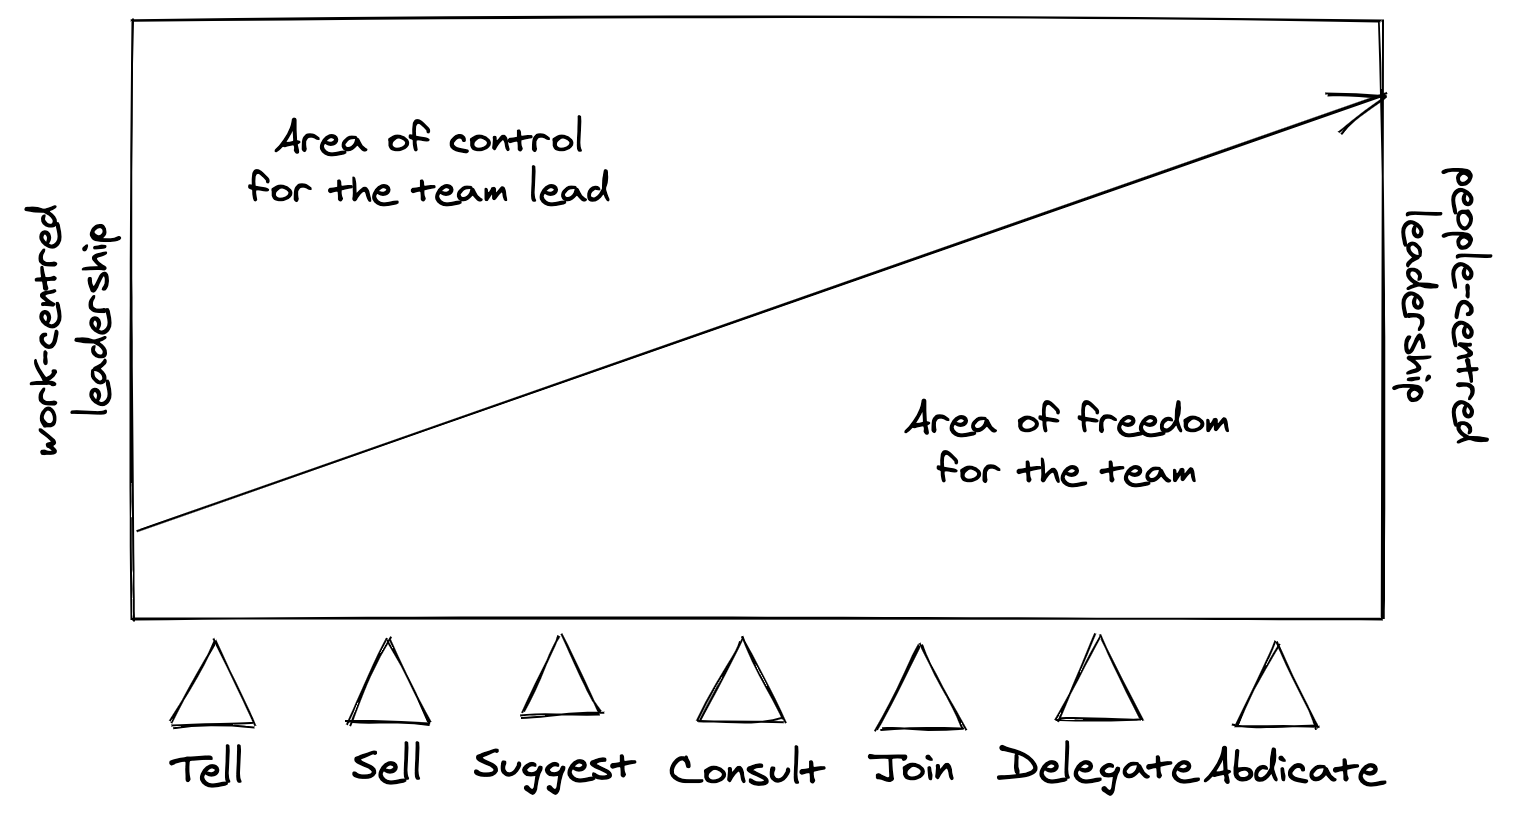 Area of control
for the team lead
work-centred
leadership
people-centred
leadership
Area of freedom
for the team
Tell
Sell
Suggest
Consult
Join
Delegate
Abdicate